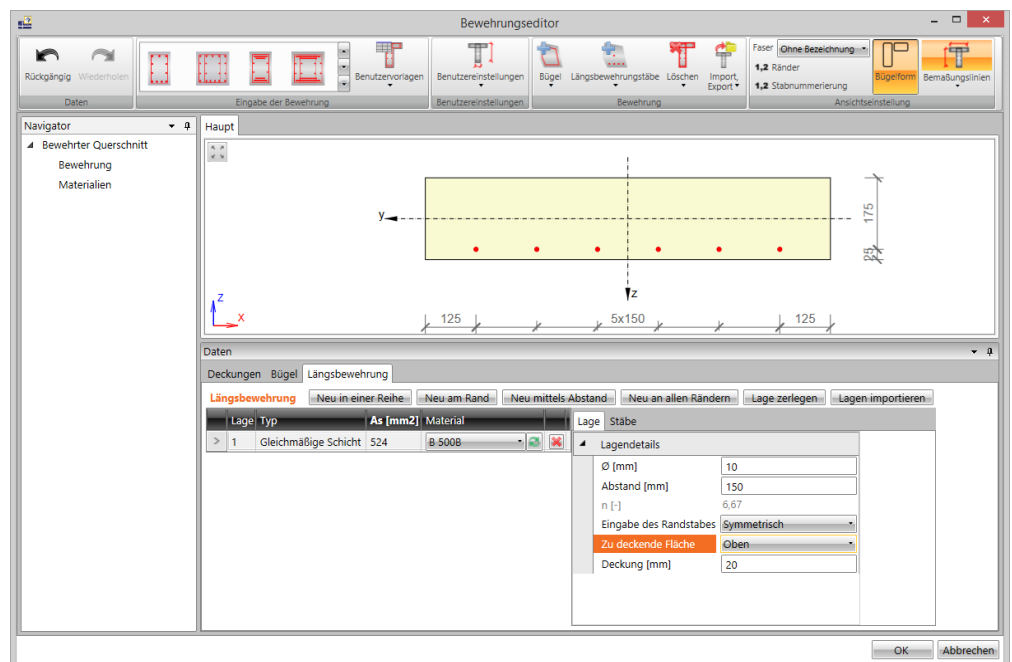 Bewehrungseditor
Rückgängig Wiederholen
Benutzervorlagen
Benutzereinstellungen
Bügel Längsbewehrungstäbe Löschen Import, Export
Faser Ohne Bezeichnung
1,2 Ränder
1,2 Stabnummerierung
Bügelform Bemaßungslinien
Daten Eingabe der Bewehrung Benutzereinstellungen Bewehrung Ansichtseinstellung
Navigator
Bewehrter Querschnitt
Bewehrung
Materialien
Haupt
y
175
25
z
Z
X
125 5x150 125
Daten
Deckungen Bügel Längsbewehrung
Längsbewehrung Neu in einer Reihe Neu am Rand Neu mittels Abstand Neu an allen Rändern Lage zerlegen Lagen importieren
Lage Typ As [mm2] Material
1 Gleichmäßige Schicht 524 B 500B
Lage Stäbe
Lagendetails
Ø [mm] 10
Abstand [mm] 150
n [-] 6,67
Eingabe des Randstabes Symmetrisch
Zu deckende Fläche Oben
Deckung [mm] 20
OK Abbrechen